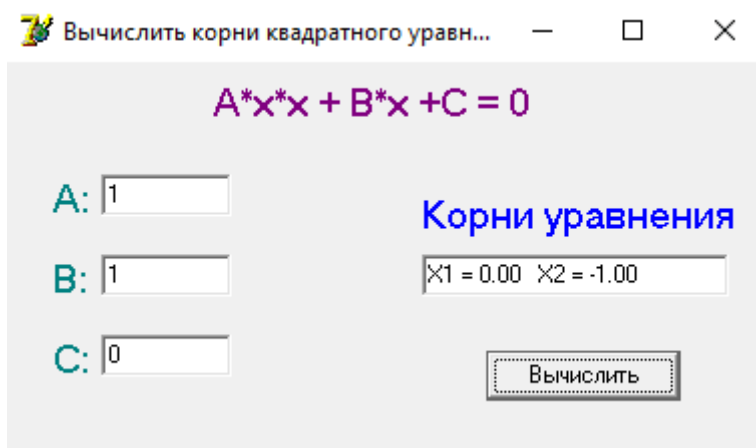 Вычислить корни квадратного уравн...
A*x*x + B*x +C = 0
A: 1
Корни уравнения
B: 1
X1 = 0.00 X2 = -1.00
C: 0
Вычислить